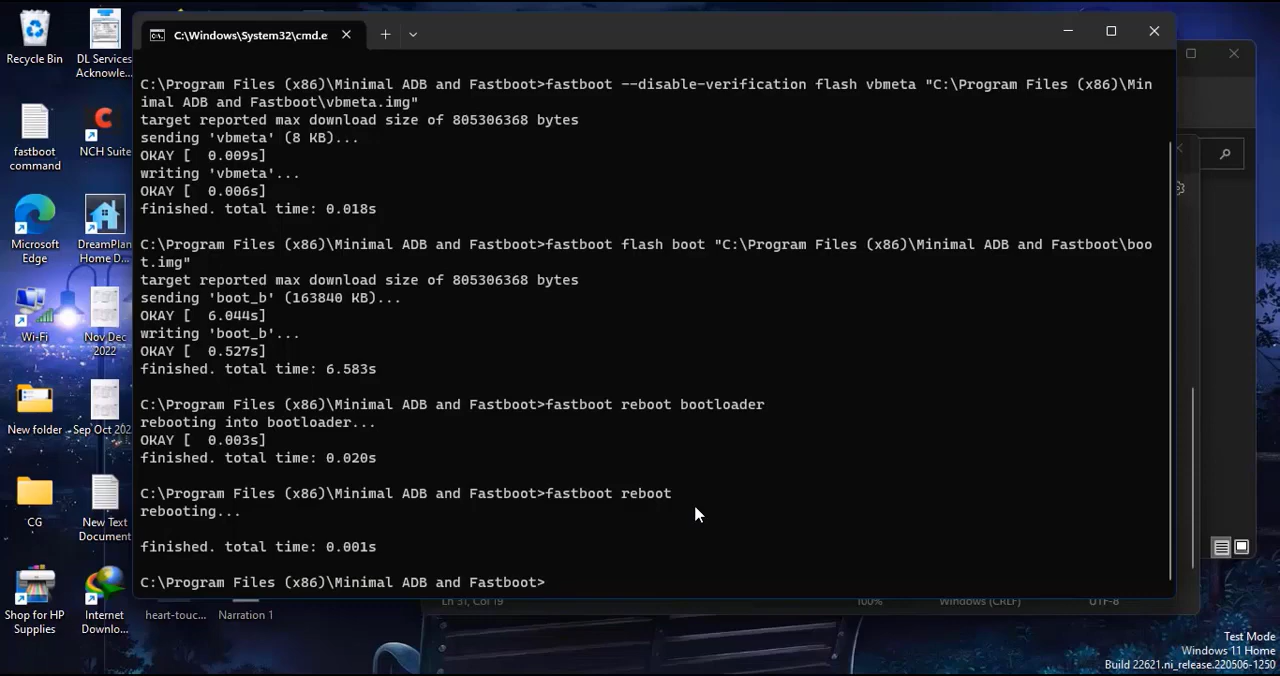 C:\Windows\System32\cmd.e
C:\Program Files (x86)\Minimal ADB and Fastboot>fastboot --disable-verification flash vbmeta "C:\Program Files (x86)\Min
imal ADB and Fastboot\vbmeta.img"
target reported max download size of 805306368 bytes
sending 'vbmeta' (8 KB)...
OKAY [  0.009s]
writing 'vbmeta'...
OKAY [  0.006s]
finished. total time: 0.018s
C:\Program Files (x86)\Minimal ADB and Fastboot>fastboot flash boot "C:\Program Files (x86)\Minimal ADB and Fastboot\boo
t.img"
target reported max download size of 805306368 bytes
sending 'boot_b' (163840 KB)...
OKAY [  6.044s]
writing 'boot_b'...
OKAY [  0.527s]
finished. total time: 6.583s
C:\Program Files (x86)\Minimal ADB and Fastboot>fastboot reboot bootloader
rebooting into bootloader...
OKAY [  0.003s]
finished. total time: 0.020s
C:\Program Files (x86)\Minimal ADB and Fastboot>fastboot reboot
rebooting...
finished. total time: 0.001s
C:\Program Files (x86)\Minimal ADB and Fastboot>
Recycle Bin
DL Services
Acknowle...
fastboot
command
NCH Suite
Microsoft
Edge
DreamPlan
Home D...
Wi-Fi
Nov Dec
2022
New folder
Sep Oct 202
CG
New Text
Document
Shop for HP
Supplies
Internet
Downlo...
heart-touc...
Narration 1
Ln 31, Col 19
100%
Windows (CRLF)
UTF-8
Test Mode
Windows 11 Home
Build 22621.ni_release.220506-1250